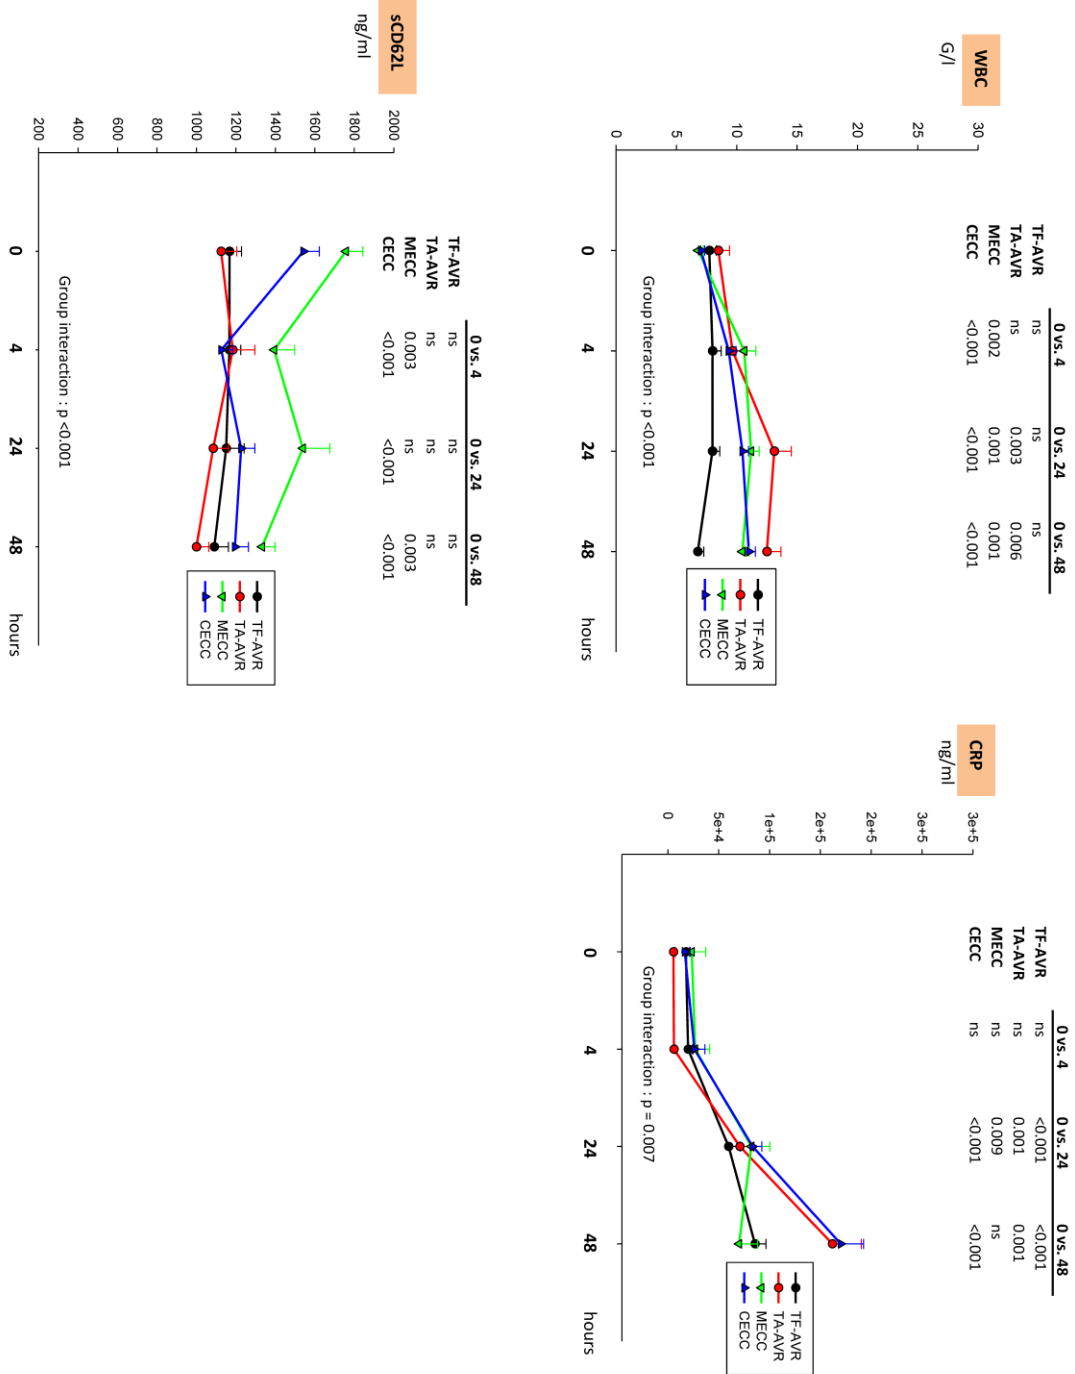 WBC
G/l
0 vs. 4 0 vs. 24 0 vs. 48
TF-AVR ns ns ns
TA-AVR ns 0.003 0.006
MECC 0.002 0.001 0.001
CECC <0.001 <0.001 <0.001
30
25
20
15
10
5
0
Group interaction : p <0.001
0 4 24 48 hours
TF-AVR
TA-AVR
MECC
CECC
CRP
ng/ml
0 vs. 4 0 vs. 24 0 vs. 48
TF-AVR ns <0.001 <0.001
TA-AVR ns 0.001 0.001
MECC ns 0.009 ns
CECC ns <0.001 <0.001
3e+5
3e+5
2e+5
2e+5
1e+5
5e+4
0
Group interaction : p = 0.007
0 4 24 48 hours
TF-AVR
TA-AVR
MECC
CECC
sCD62L
ng/ml
0 vs. 4 0 vs. 24 0 vs. 48
TF-AVR ns ns ns
TA-AVR ns ns ns
MECC 0.003 ns 0.003
CECC <0.001 <0.001 <0.001
2000
1800
1600
1400
1200
1000
800
600
400
200
Group interaction : p <0.001
0 4 24 48 hours
TF-AVR
TA-AVR
MECC
CECC